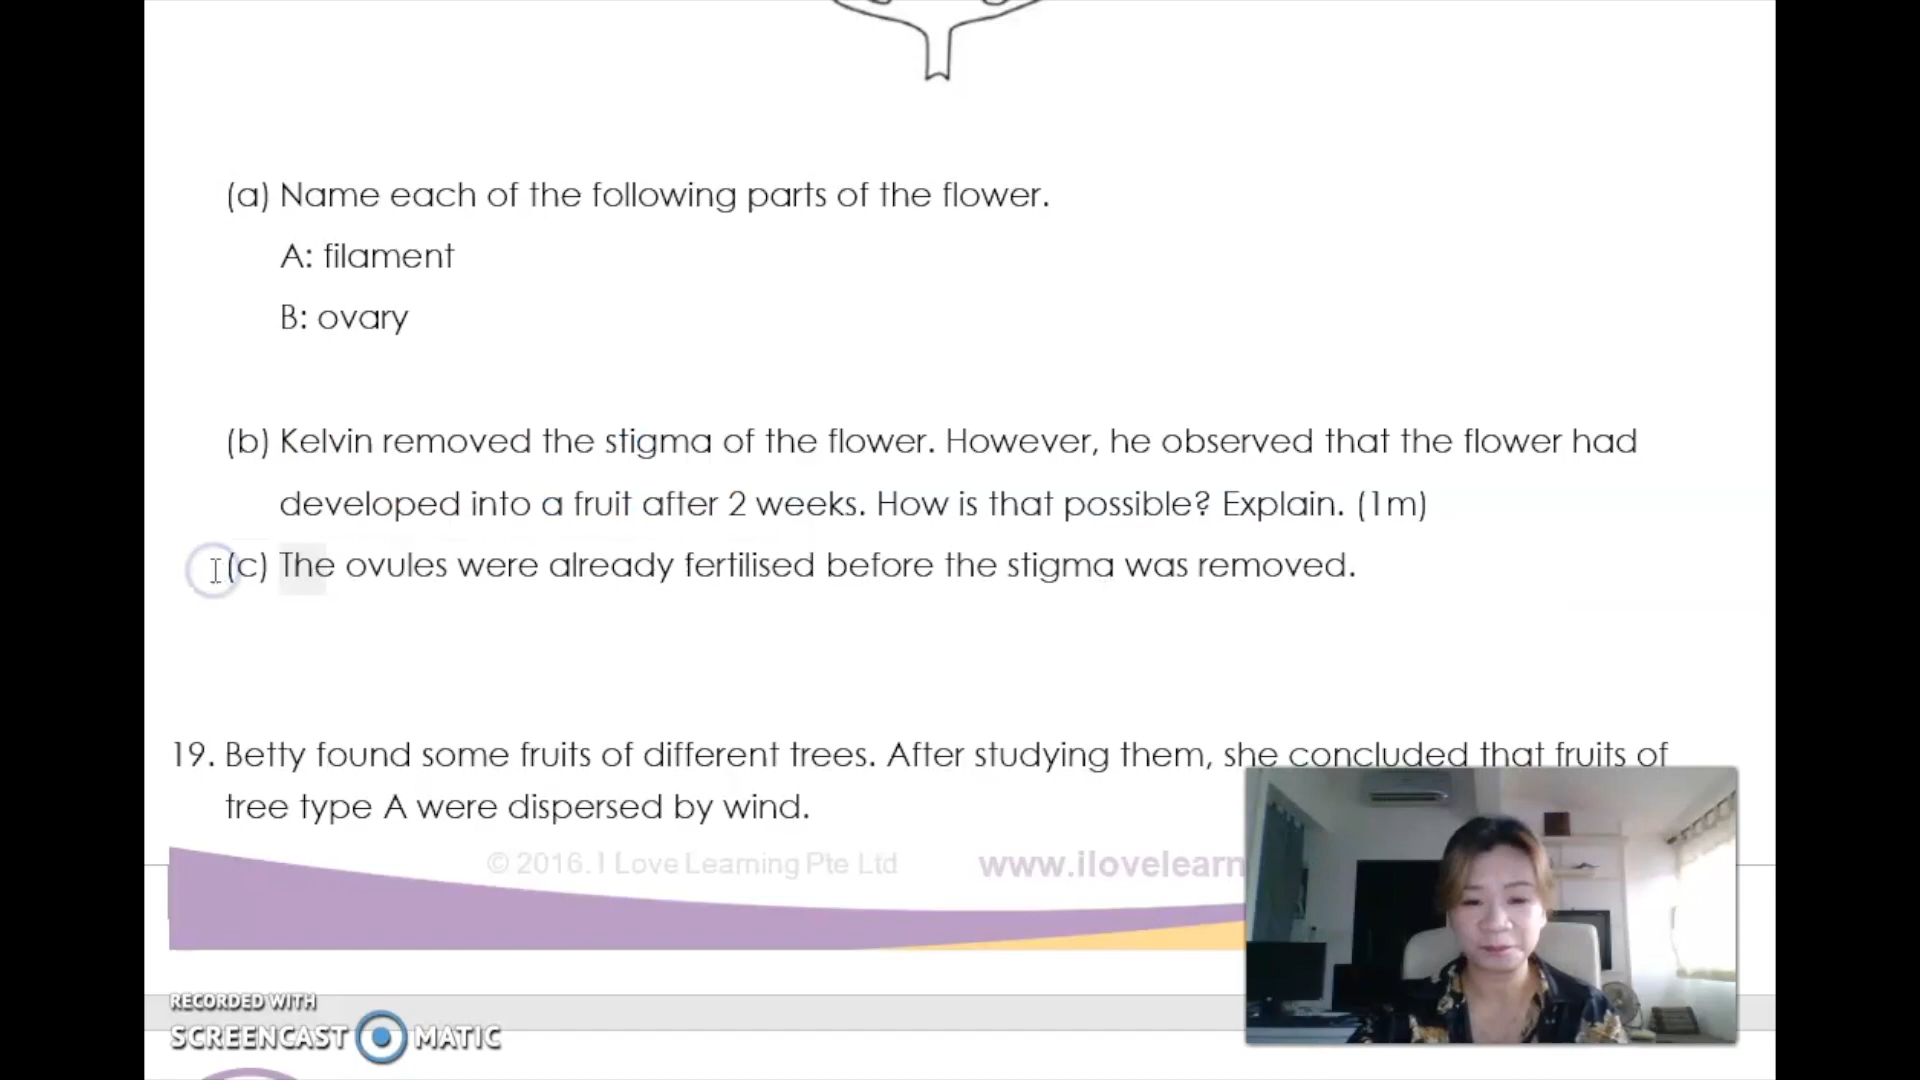 (a) Name each of the following parts of the flower.
A: filament
B: ovary
(b) Kelvin removed the stigma of the flower. However, he observed that the flower had
developed into a fruit after 2 weeks. How is that possible? Explain. (1m)
(c) The ovules were already fertilised before the stigma was removed.
19. Betty found some fruits of different trees. After studying them, she concluded that fruits of
tree type A were dispersed by wind.
© 2016. I Love Learning Pte Ltd www.ilovelearn
RECORDED WITH
SCREENCAST MATIC